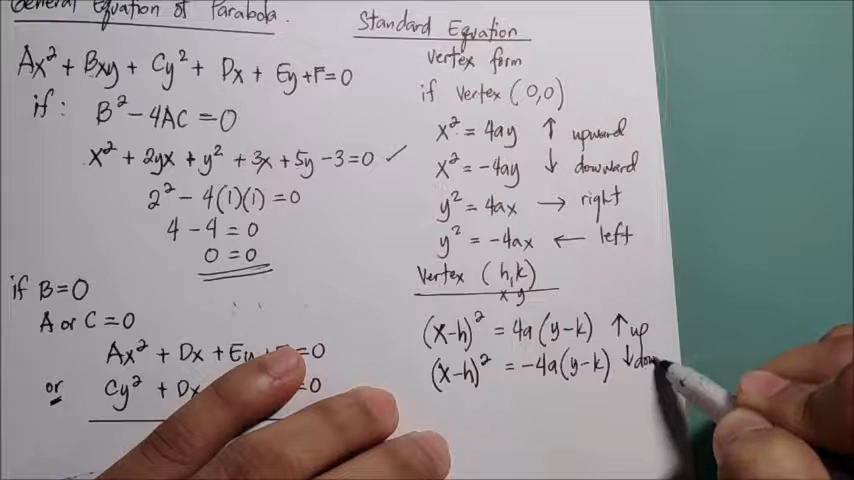 General Equation of Parabola.
Ax² + Bxy + Cy² + Dx + Ey + F = 0
if : B² - 4AC = 0
x² + 2yx + y² + 3x + 5y - 3 = 0 ✓
2² - 4(1)(1) = 0
4 - 4 = 0
0 = 0
if B = 0
A or C = 0
Ax² + Dx + Ey = 0
or Cy² + Dx = 0
Standard Equation
vertex form
if vertex (0,0)
x² = 4ay ↑ upward
x² = -4ay ↓ downward
y² = 4ax → right
y² = -4ax ← left
Vertex (h,k)
x y
(x-h)² = 4a(y-k) ↑ up
(x-h)² = -4a(y-k) ↓ dow